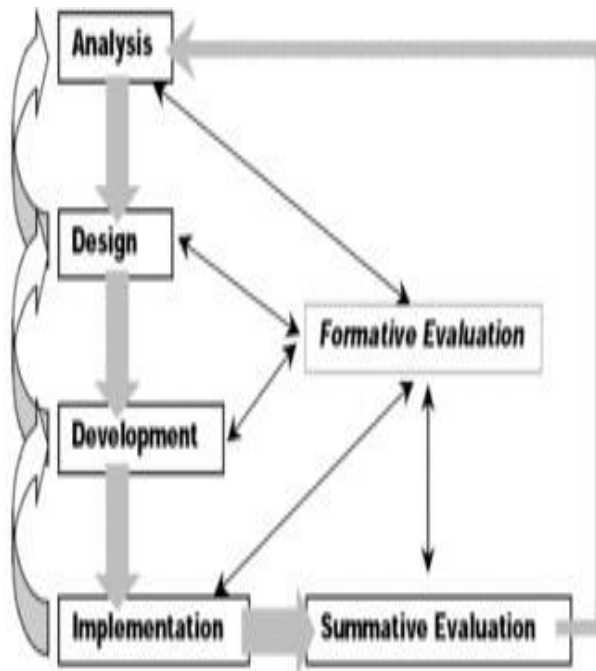 Analysis
Design
Formative Evaluation
Development
Implementation
Summative Evaluation